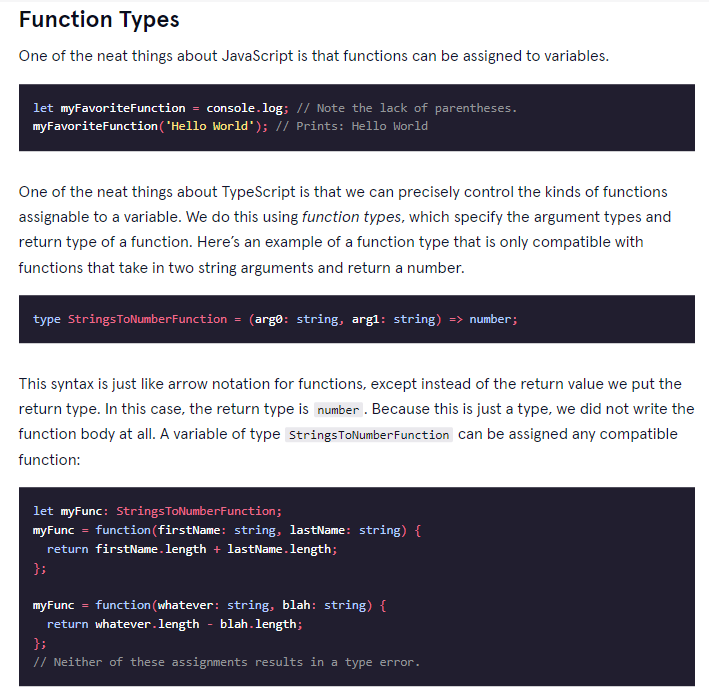 Function Types
One of the neat things about JavaScript is that functions can be assigned to variables.
let myFavoriteFunction = console.log; // Note the lack of parentheses.
myFavoriteFunction('Hello World'); // Prints: Hello World
One of the neat things about TypeScript is that we can precisely control the kinds of functions
assignable to a variable. We do this using function types, which specify the argument types and
return type of a function. Here’s an example of a function type that is only compatible with
functions that take in two string arguments and return a number.
type StringsToNumberFunction = (arg0: string, arg1: string) => number;
This syntax is just like arrow notation for functions, except instead of the return value we put the
return type. In this case, the return type is number. Because this is just a type, we did not write the
function body at all. A variable of type StringsToNumberFunction can be assigned any compatible
function:
let myFunc: StringsToNumberFunction;
myFunc = function(firstName: string, lastName: string) {
  return firstName.length + lastName.length;
};
myFunc = function(whatever: string, blah: string) {
  return whatever.length - blah.length;
};
// Neither of these assignments results in a type error.